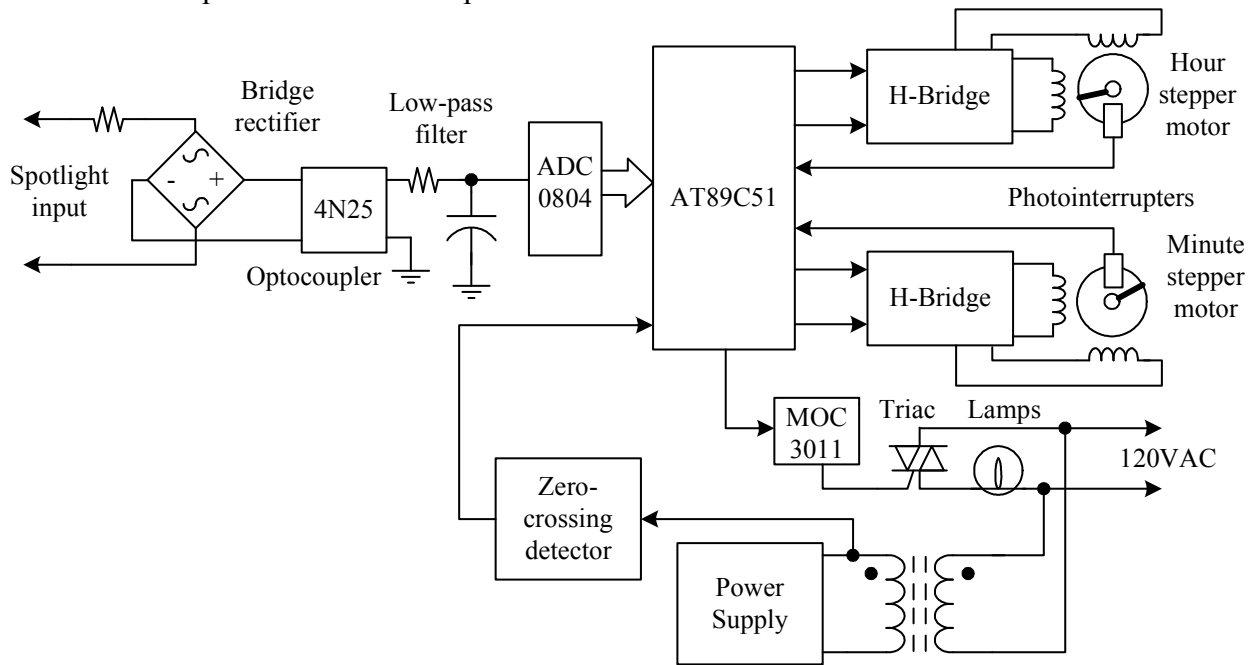 Bridge
rectifier
Low-pass
filter
Spotlight
input
-
+
4N25
Optocoupler
ADC
0804
AT89C51
H-Bridge
Hour
stepper
motor
Photointerrupters
H-Bridge
Minute
stepper
motor
MOC
3011
Triac
Lamps
120VAC
Zero-
crossing
detector
Power
Supply